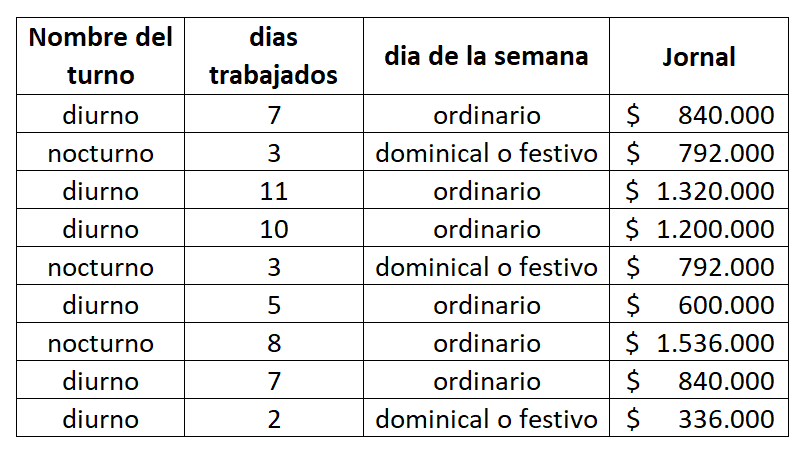 Nombre del turno | dias trabajados | dia de la semana | Jornal
diurno | 7 | ordinario | $ 840.000
nocturno | 3 | dominical o festivo | $ 792.000
diurno | 11 | ordinario | $ 1.320.000
diurno | 10 | ordinario | $ 1.200.000
nocturno | 3 | dominical o festivo | $ 792.000
diurno | 5 | ordinario | $ 600.000
nocturno | 8 | ordinario | $ 1.536.000
diurno | 7 | ordinario | $ 840.000
diurno | 2 | dominical o festivo | $ 336.000